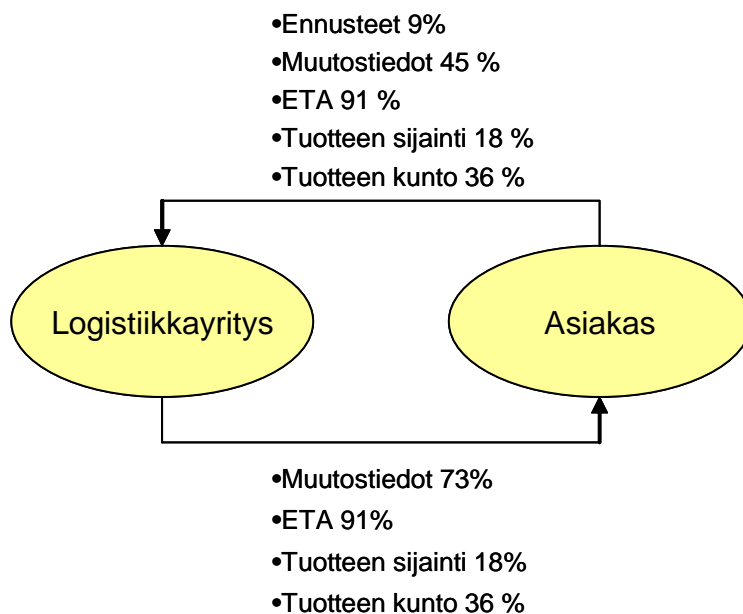 •Ennusteet 9%
•Muutostiedot 45 %
•ETA 91 %
•Tuotteen sijainti 18 %
•Tuotteen kunto 36 %
Logistiikkayritys
Asiakas
•Muutostiedot 73%
•ETA 91%
•Tuotteen sijainti 18%
•Tuotteen kunto 36 %